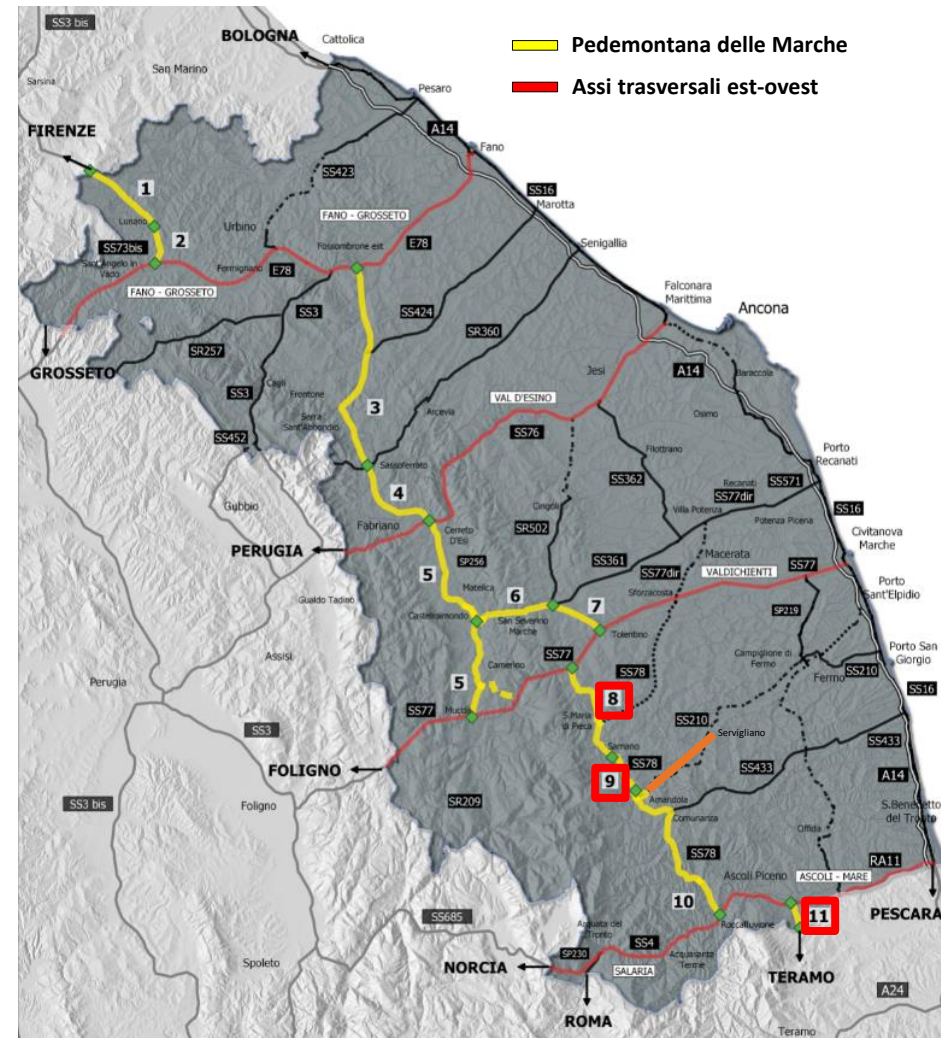 SS3 bis
BOLOGNA
Cattolica
Pedemontana delle Marche
Assi trasversali est-ovest
San Marino
Sarsina
Pesaro
FIRENZE
A14
Fano
1
SS423
SS16
Marotta
Lunano
Urbino
FANO - GROSSETO
2
SS73bis
Fossombrone est
E78
Senigallia
Sant'Angelo in
Vado
Fermignano
E78
FANO - GROSSETO
SS3
SS424
Falconara
Marittima
Ancona
SR360
SR257
GROSSETO
Jesi
A14
Baraccola
SS3
Cagli
Frontone
VAL D'ESINO
3
Arcevia
Serra
Sant'Abbondio
Osimo
SS76
SS452
Filottrano
Porto
Recanati
Sassoferrato
4
SS362
Recanati
SS571
SS77dir
Cingoli
Villa Potenza
SS16
Gubbio
Fabriano
SR502
Potenza Picena
Civitanova
Marche
Cerreto
D'Esi
PERUGIA
Macerata
SS361
SP256
SS77dir
VALDICHIENTI
SS77
5
Porto
Sant'Elpidio
Matelica
6
Sforzacosta
Gualdo Tadino
7
SP219
Castelraimondo
San Severino
Marche
Tolentino
Assisi
Camerino
SS77
Campiglione di
Fermo
Porto San
Giorgio
SS78
Fermo
SS210
Perugia
5
8
SS16
Muccia
S.Maria
di Pieca
SS77
SS210
Servigliano
SS3
SS433
Sarnano
SS78
FOLIGNO
SS433
9
A14
SR209
Amandola
S.Benedetto
del Tronto
SS3 bis
Foligno
Comunanza
Offida
SS78
RA11
Ascoli Piceno
ASCOLI - MARE
10
11
PESCARA
SS685
Arquata del
Tronto
Roccafluvione
SS4
Acquasanta
Terme
SP230
Spoleto
NORCIA
SALARIA
TERAMO
A24
ROMA
Teramo